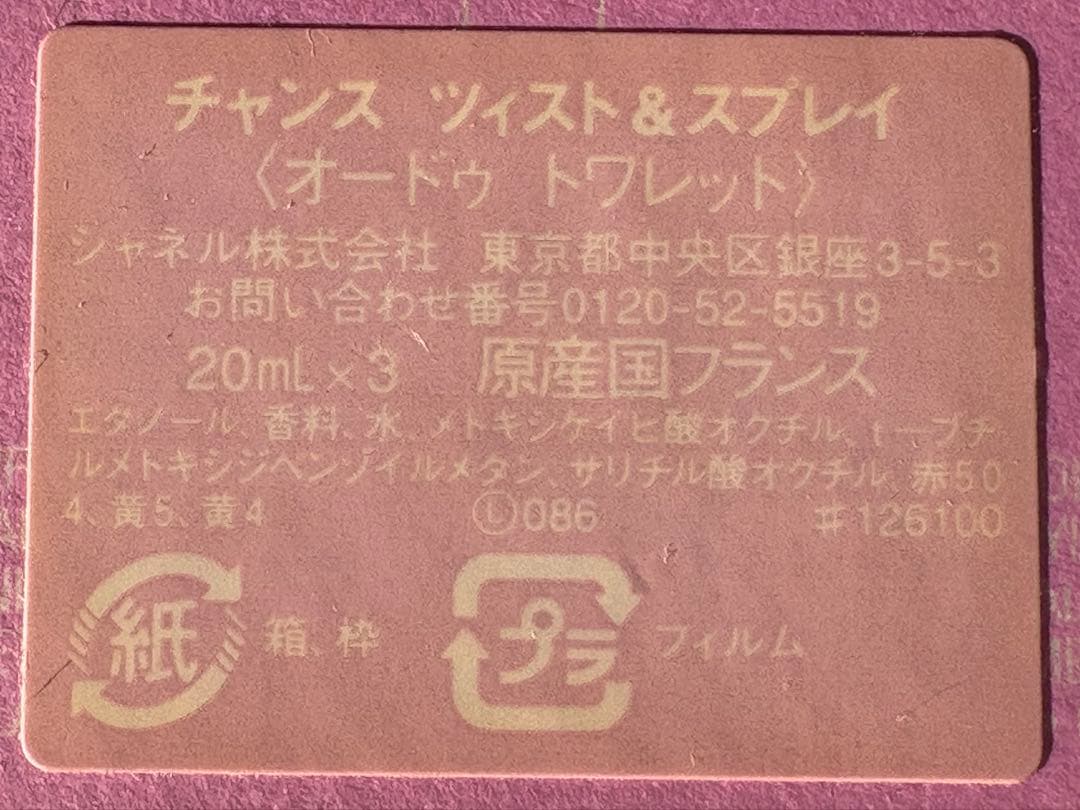 チャンス ツィスト&スプレイ
〈オードゥ トワレット〉
シャネル株式会社 東京都中央区銀座3-5-3
お問い合わせ番号0120-52-5519
20mL×3 原産国フランス
エタノール、香料、水、メトキシケイヒ酸オクチル、t-ブチ
ルメトキシジベンゾイルメタン、サリチル酸オクチル、赤50
4、黄5、黄4 Ⓛ086 #126100
紙 箱、枠 プラ フィルム